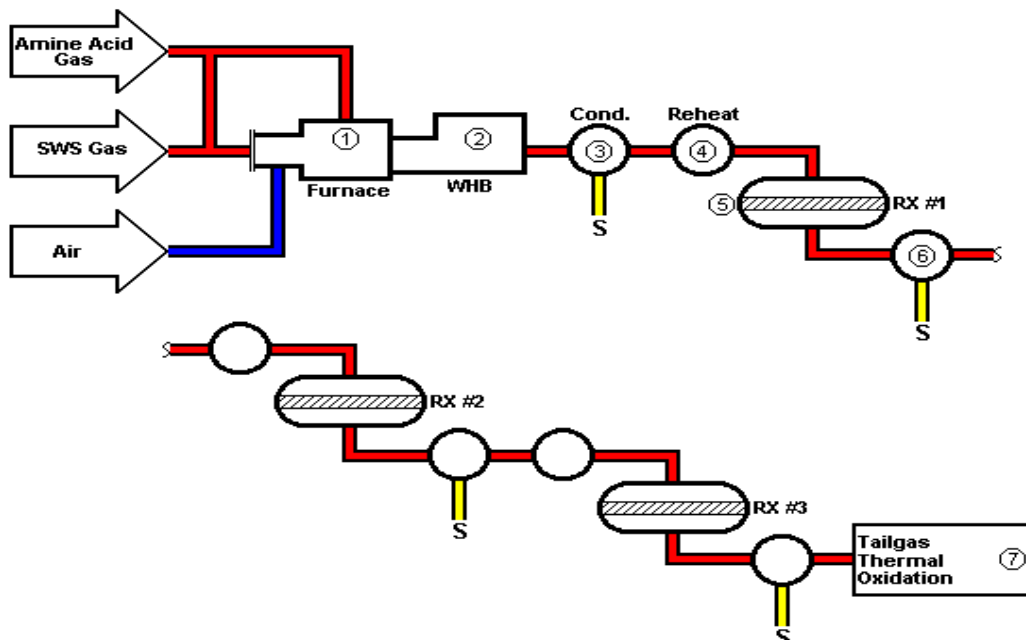 Amine Acid
Gas
SWS Gas
Air
1
Furnace
2
WHB
Cond.
3
S
Reheat
4
5
RX #1
6
S
RX #2
S
RX #3
S
Tailgas
Thermal
Oxidation
7